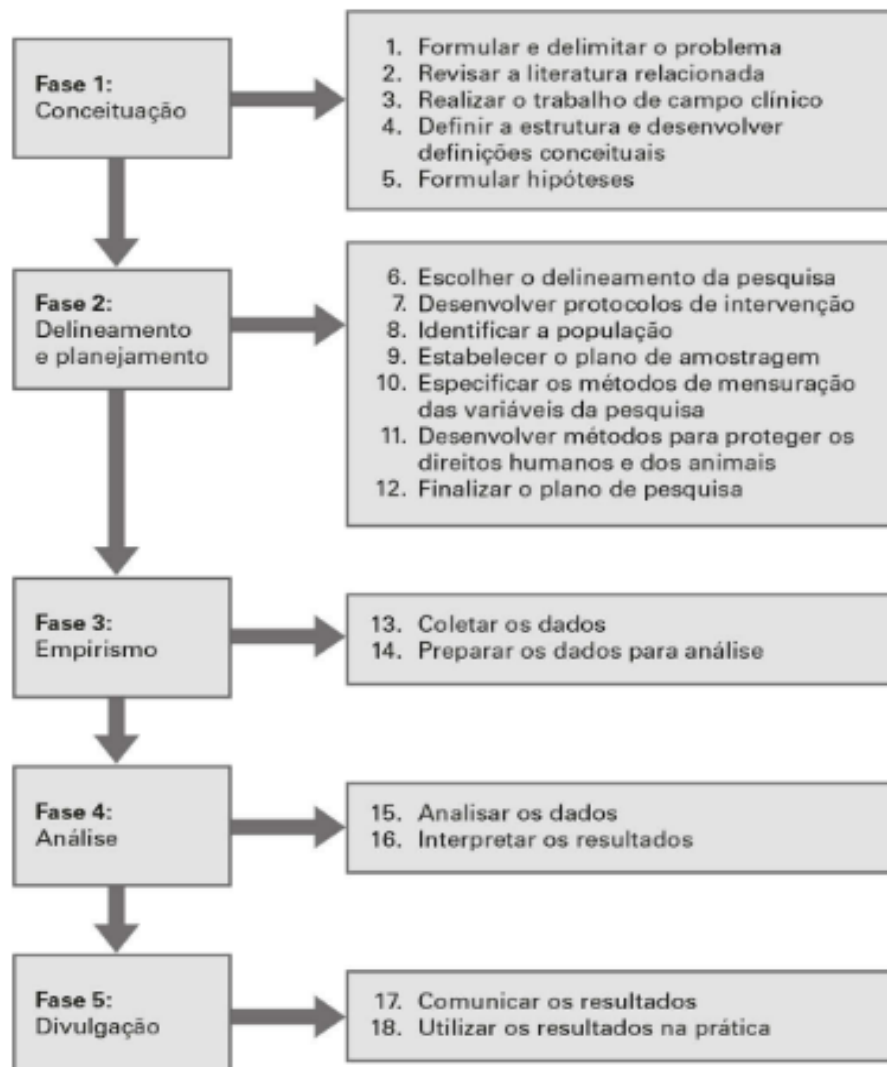 Fase 1:
Conceituação
1. Formular e delimitar o problema
2. Revisar a literatura relacionada
3. Realizar o trabalho de campo clínico
4. Definir a estrutura e desenvolver
definições conceituais
5. Formular hipóteses
Fase 2:
Delineamento
e planejamento
6. Escolher o delineamento da pesquisa
7. Desenvolver protocolos de intervenção
8. Identificar a população
9. Estabelecer o plano de amostragem
10. Especificar os métodos de mensuração
das variáveis da pesquisa
11. Desenvolver métodos para proteger os
direitos humanos e dos animais
12. Finalizar o plano de pesquisa
Fase 3:
Empirismo
13. Coletar os dados
14. Preparar os dados para análise
Fase 4:
Análise
15. Analisar os dados
16. Interpretar os resultados
Fase 5:
Divulgação
17. Comunicar os resultados
18. Utilizar os resultados na prática